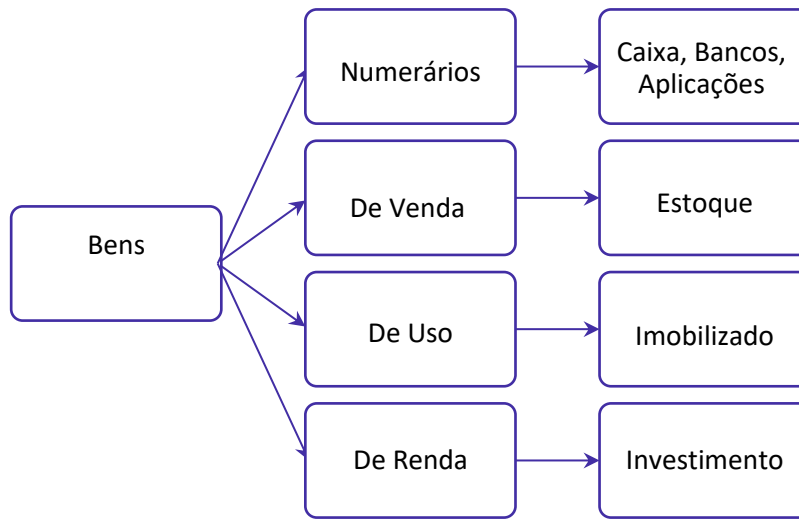 Bens
Numerários
Caixa, Bancos,
Aplicações
De Venda
Estoque
De Uso
Imobilizado
De Renda
Investimento